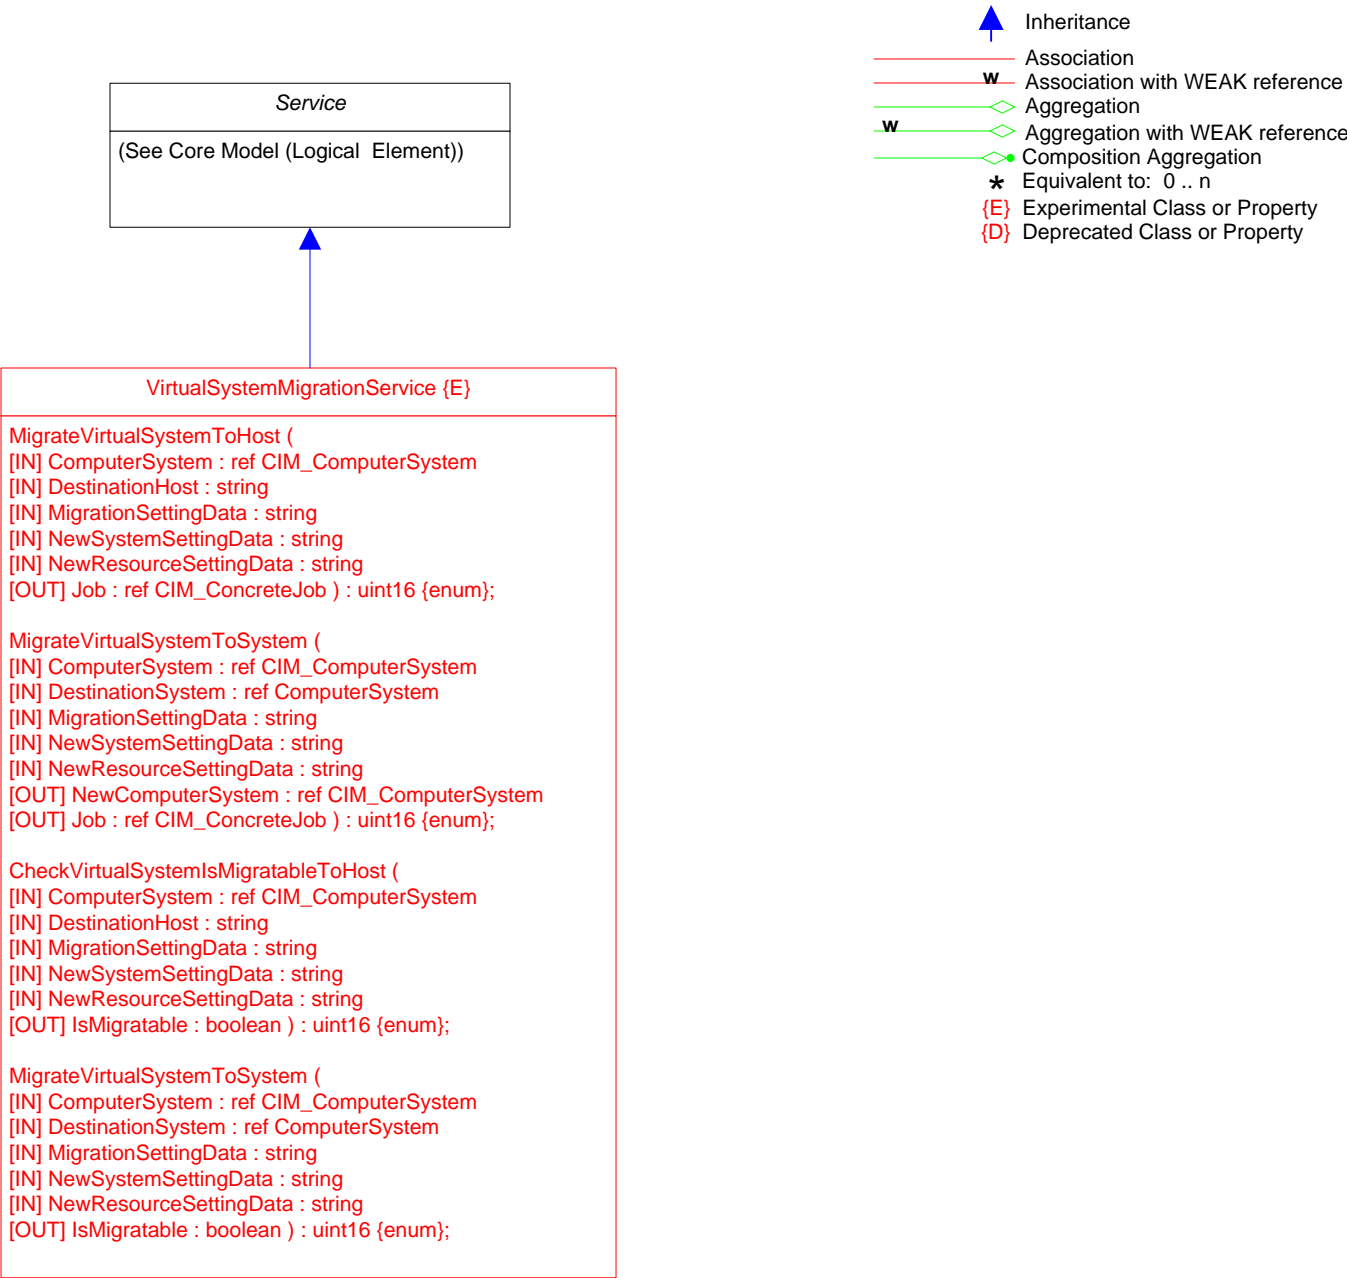 Inheritance
Association
w
Association with WEAK reference
Aggregation
w
Aggregation with WEAK reference
Composition Aggregation
* Equivalent to: 0 .. n
{E} Experimental Class or Property
{D} Deprecated Class or Property
Service
(See Core Model (Logical Element))
VirtualSystemMigrationService {E}
MigrateVirtualSystemToHost (
[IN] ComputerSystem : ref CIM_ComputerSystem
[IN] DestinationHost : string
[IN] MigrationSettingData : string
[IN] NewSystemSettingData : string
[IN] NewResourceSettingData : string
[OUT] Job : ref CIM_ConcreteJob ) : uint16 {enum};
MigrateVirtualSystemToSystem (
[IN] ComputerSystem : ref CIM_ComputerSystem
[IN] DestinationSystem : ref ComputerSystem
[IN] MigrationSettingData : string
[IN] NewSystemSettingData : string
[IN] NewResourceSettingData : string
[OUT] NewComputerSystem : ref CIM_ComputerSystem
[OUT] Job : ref CIM_ConcreteJob ) : uint16 {enum};
CheckVirtualSystemIsMigratableToHost (
[IN] ComputerSystem : ref CIM_ComputerSystem
[IN] DestinationHost : string
[IN] MigrationSettingData : string
[IN] NewSystemSettingData : string
[IN] NewResourceSettingData : string
[OUT] IsMigratable : boolean ) : uint16 {enum};
MigrateVirtualSystemToSystem (
[IN] ComputerSystem : ref CIM_ComputerSystem
[IN] DestinationSystem : ref ComputerSystem
[IN] MigrationSettingData : string
[IN] NewSystemSettingData : string
[IN] NewResourceSettingData : string
[OUT] IsMigratable : boolean ) : uint16 {enum};